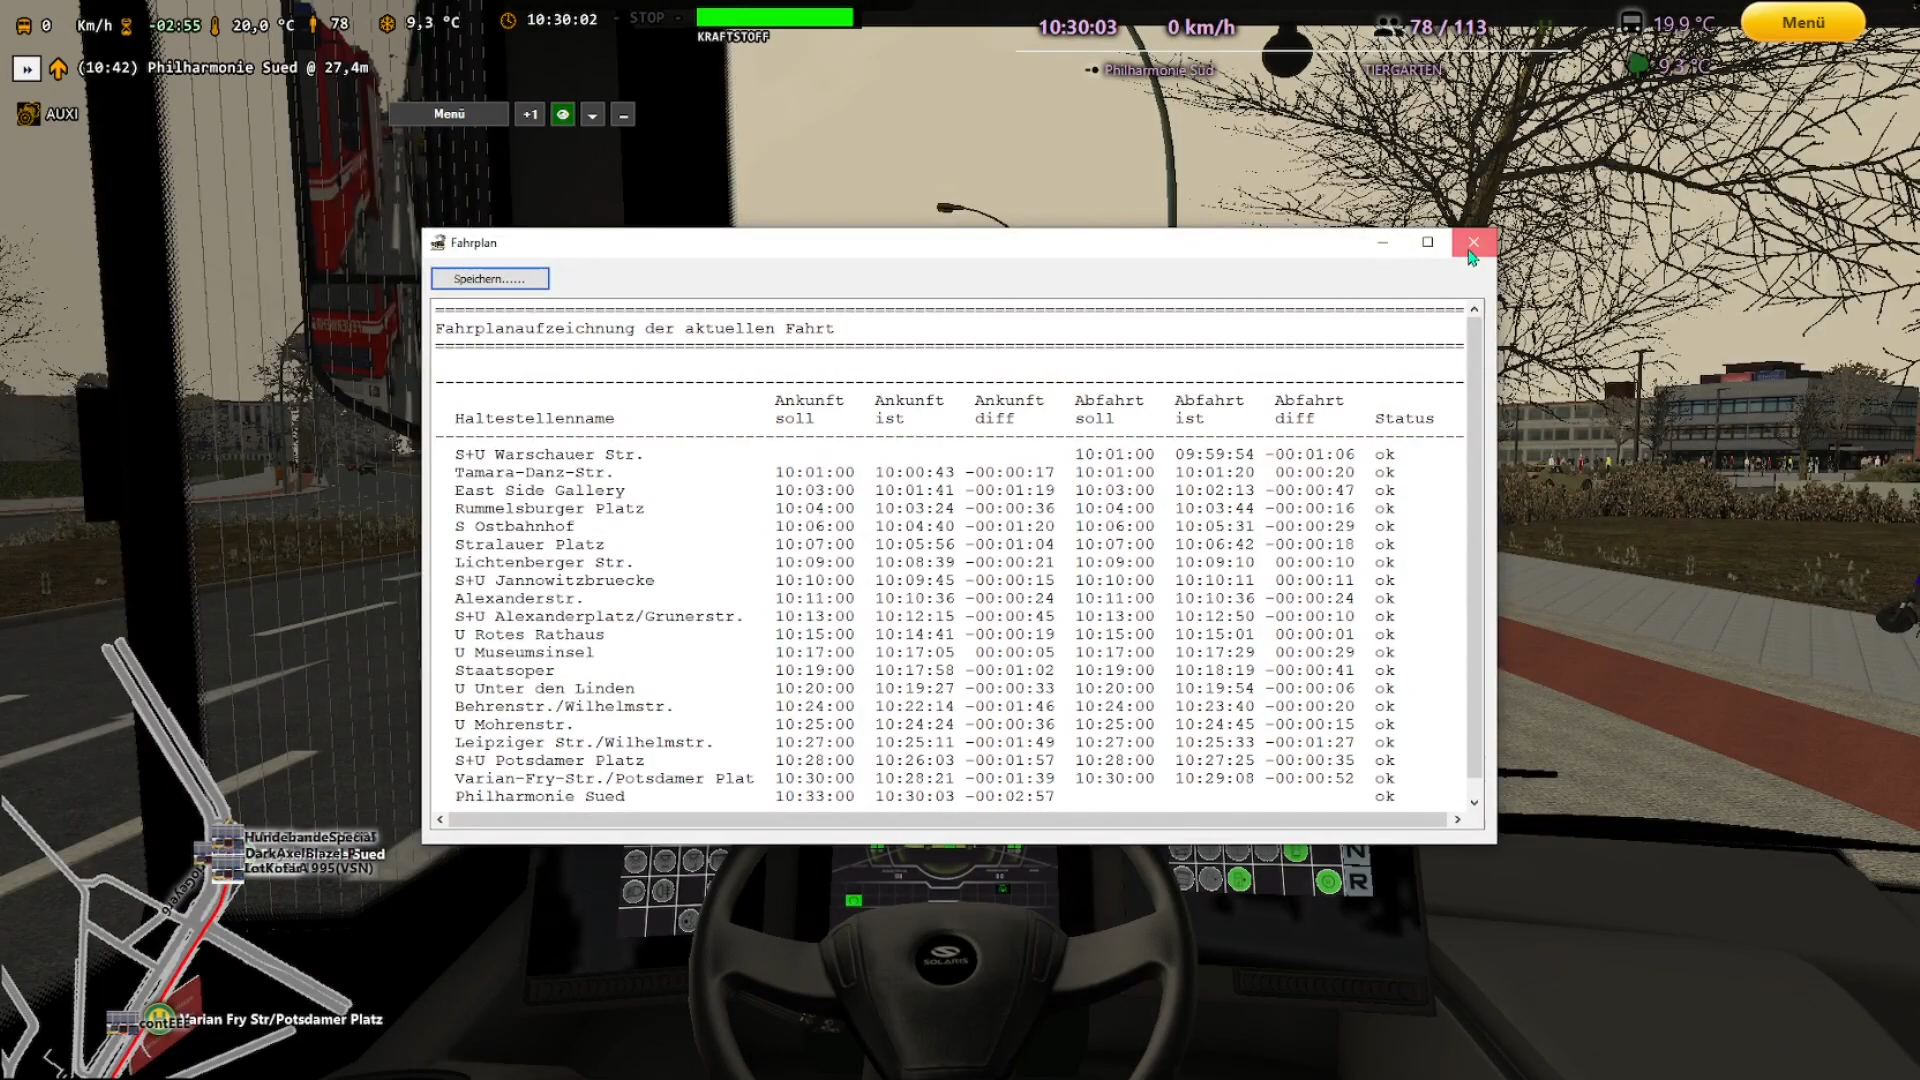 0 Km/h -02:55 20,0 °C 78 9,3 °C 10:30:02 - STOP -
KRAFTSTOFF
10:30:03 0 km/h 78 / 113 19,9 °C
Menü
(10:42) Philharmonie Sued @ 27,4m
Philharmonie Süd TIERGARTEN 9,3 °C
AUXI
Menü +1
Fahrplan
Speichern......
Fahrplanaufzeichnung der aktuellen Fahrt
Ankunft Ankunft Ankunft Abfahrt Abfahrt Abfahrt
Haltestellenname soll ist diff soll ist diff Status
S+U Warschauer Str. 10:01:00 09:59:54 -00:01:06 ok
Tamara-Danz-Str. 10:01:00 10:00:43 -00:00:17 10:01:00 10:01:20 00:00:20 ok
East Side Gallery 10:03:00 10:01:41 -00:01:19 10:03:00 10:02:13 -00:00:47 ok
Rummelsburger Platz 10:04:00 10:03:24 -00:00:36 10:04:00 10:03:44 -00:00:16 ok
S Ostbahnhof 10:06:00 10:04:40 -00:01:20 10:06:00 10:05:31 -00:00:29 ok
Stralauer Platz 10:07:00 10:05:56 -00:01:04 10:07:00 10:06:42 -00:00:18 ok
Lichtenberger Str. 10:09:00 10:08:39 -00:00:21 10:09:00 10:09:10 00:00:10 ok
S+U Jannowitzbruecke 10:10:00 10:09:45 -00:00:15 10:10:00 10:10:11 00:00:11 ok
Alexanderstr. 10:11:00 10:10:36 -00:00:24 10:11:00 10:10:36 -00:00:24 ok
S+U Alexanderplatz/Grunerstr. 10:13:00 10:12:15 -00:00:45 10:13:00 10:12:50 -00:00:10 ok
U Rotes Rathaus 10:15:00 10:14:41 -00:00:19 10:15:00 10:15:01 00:00:01 ok
U Museumsinsel 10:17:00 10:17:05 00:00:05 10:17:00 10:17:29 00:00:29 ok
Staatsoper 10:19:00 10:17:58 -00:01:02 10:19:00 10:18:19 -00:00:41 ok
U Unter den Linden 10:20:00 10:19:27 -00:00:33 10:20:00 10:19:54 -00:00:06 ok
Behrenstr./Wilhelmstr. 10:24:00 10:22:14 -00:01:46 10:24:00 10:23:40 -00:00:20 ok
U Mohrenstr. 10:25:00 10:24:24 -00:00:36 10:25:00 10:24:45 -00:00:15 ok
Leipziger Str./Wilhelmstr. 10:27:00 10:25:11 -00:01:49 10:27:00 10:25:33 -00:01:27 ok
S+U Potsdamer Platz 10:28:00 10:26:03 -00:01:57 10:28:00 10:27:25 -00:00:35 ok
Varian-Fry-Str./Potsdamer Plat 10:30:00 10:28:21 -00:01:39 10:30:00 10:29:08 -00:00:52 ok
Philharmonie Sued 10:33:00 10:30:03 -00:02:57 ok
HundebandeSpecial
Sued
N
R
SOLARIS
Varian Fry Str/Potsdamer Platz